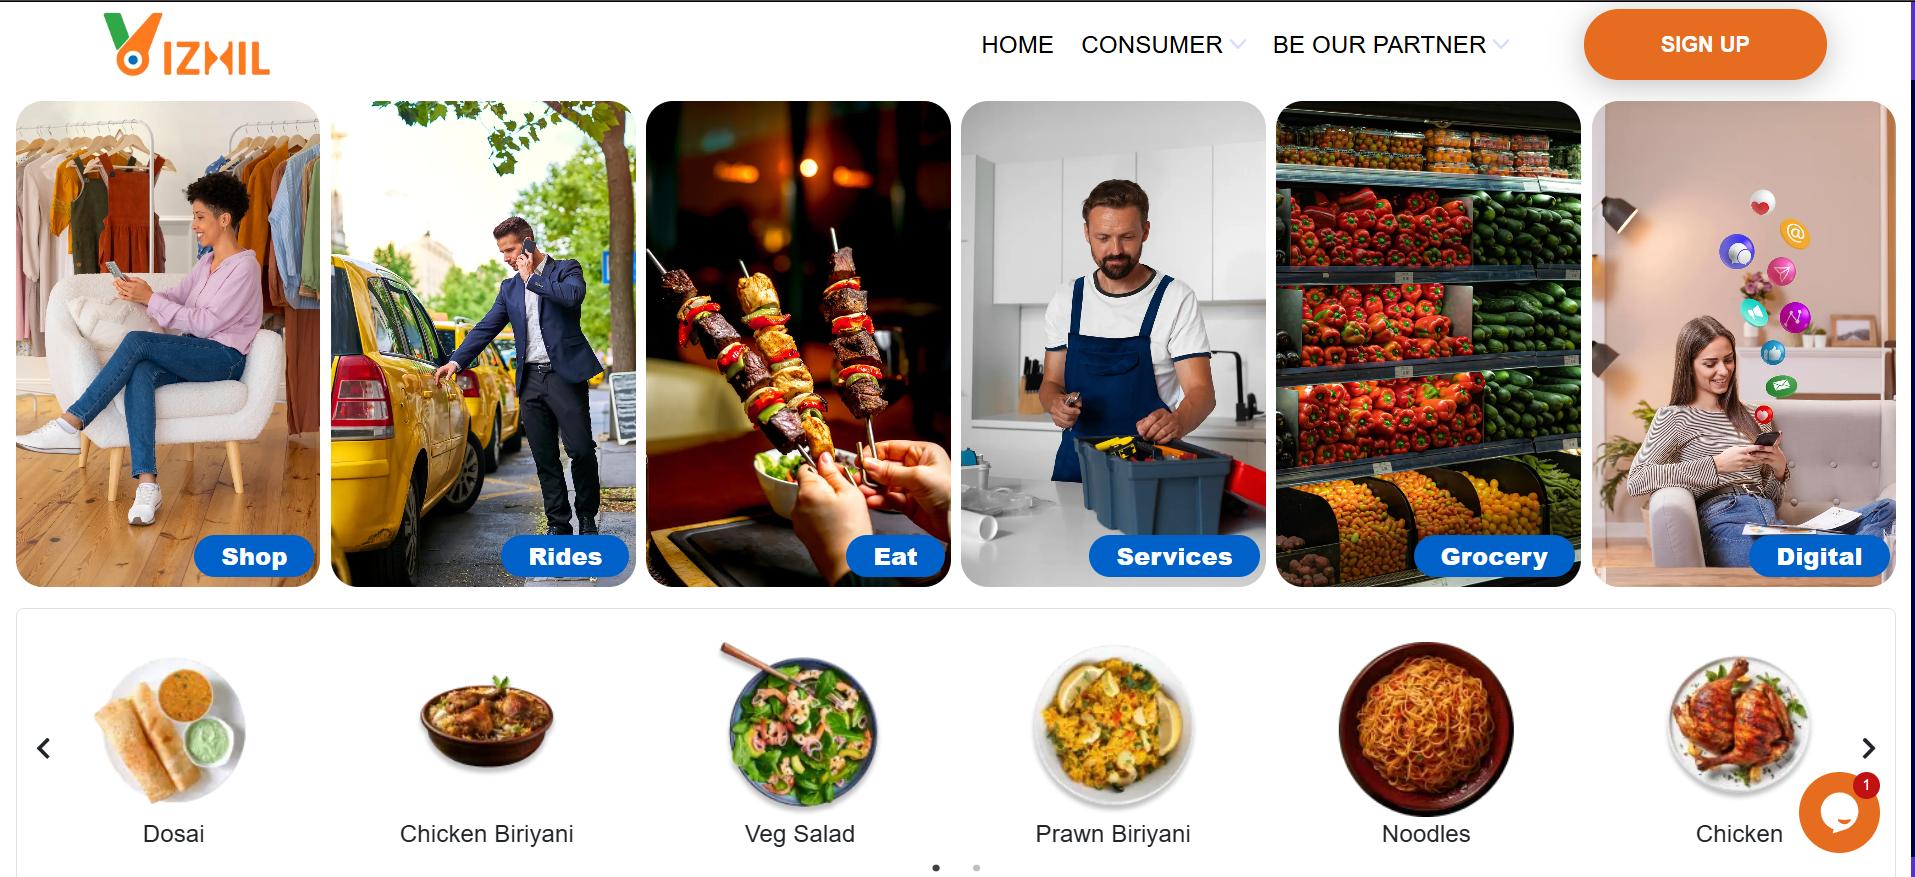 VIZHIL
HOME CONSUMER BE OUR PARTNER SIGN UP
Shop Rides Eat Services Grocery Digital
Dosai Chicken Biriyani Veg Salad Prawn Biriyani Noodles Chicken
1